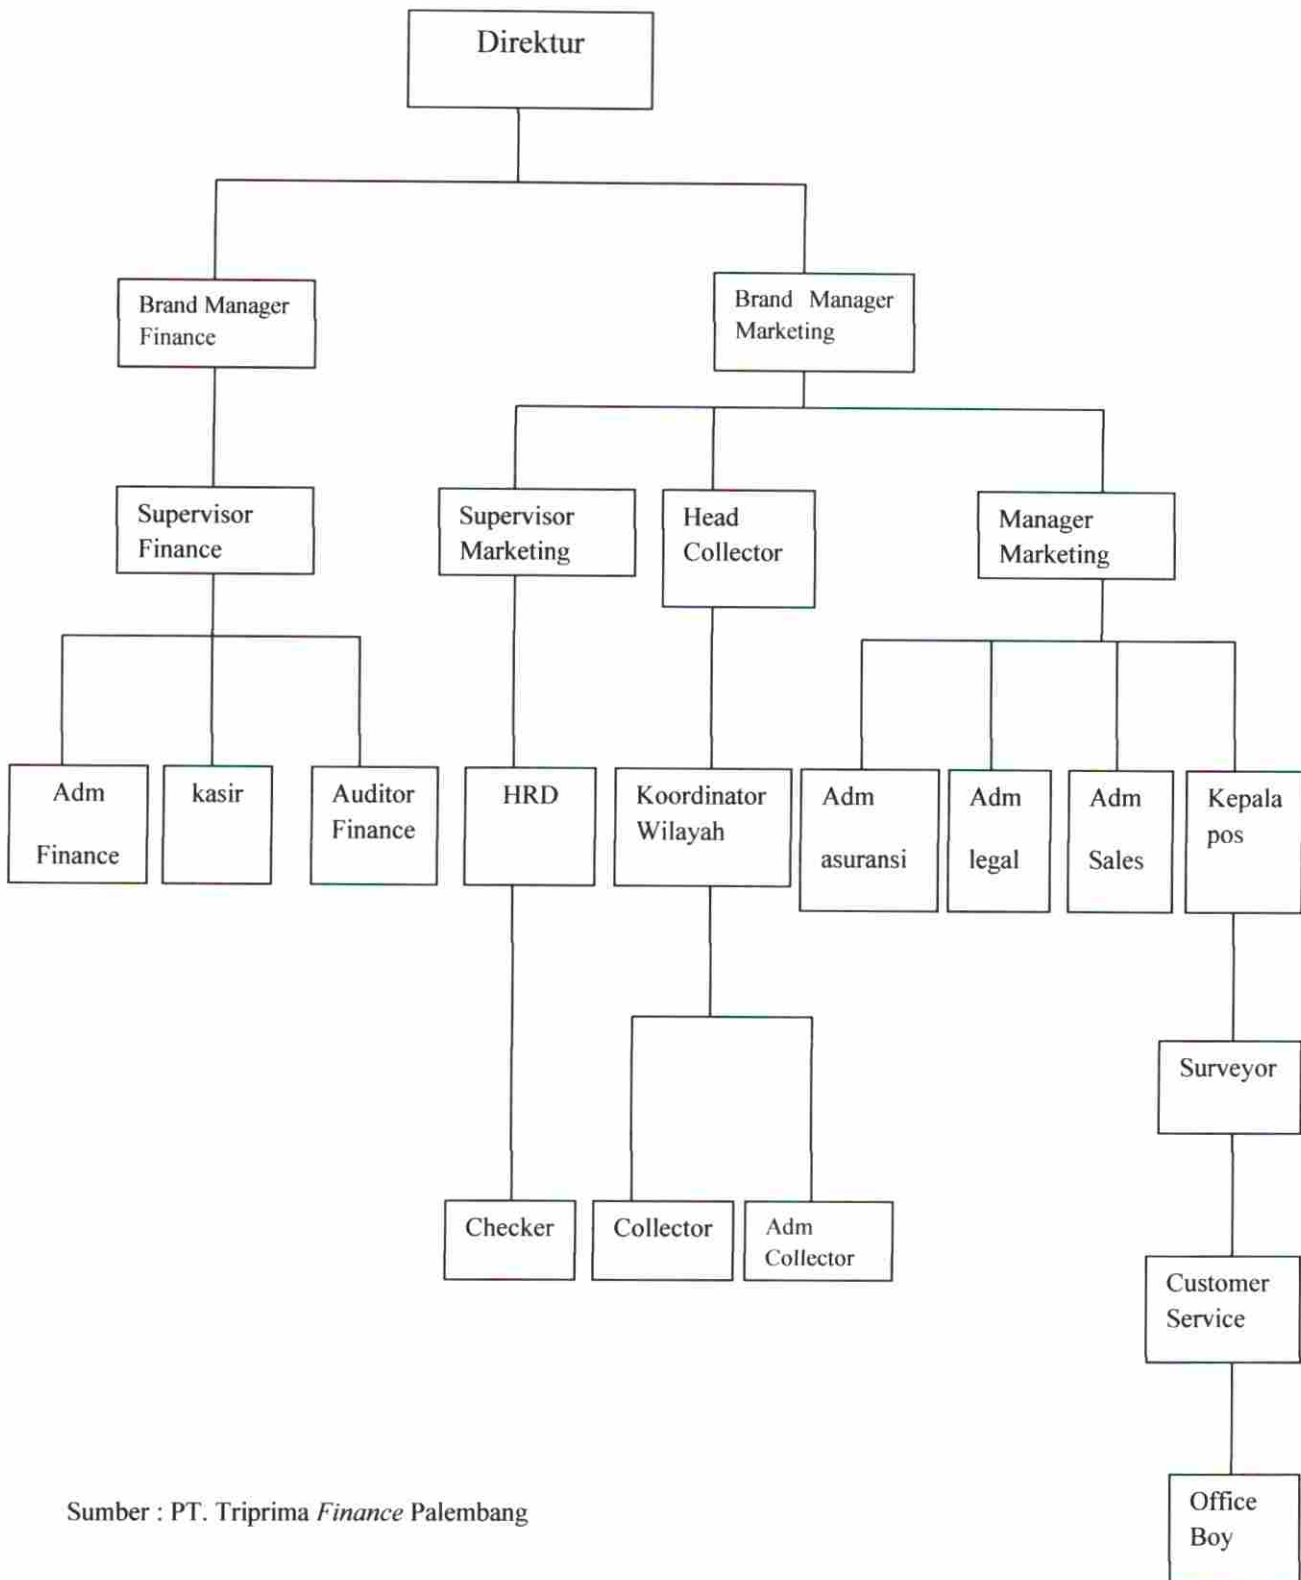 Direktur
Brand Manager
Finance
Brand Manager
Marketing
Supervisor
Finance
Supervisor
Marketing
Head
Collector
Manager
Marketing
Adm
Finance
kasir
Auditor
Finance
HRD
Koordinator
Wilayah
Adm
asuransi
Adm
legal
Adm
Sales
Kepala
pos
Surveyor
Checker
Collector
Adm
Collector
Customer
Service
Office
Boy
Sumber : PT. Triprima Finance Palembang